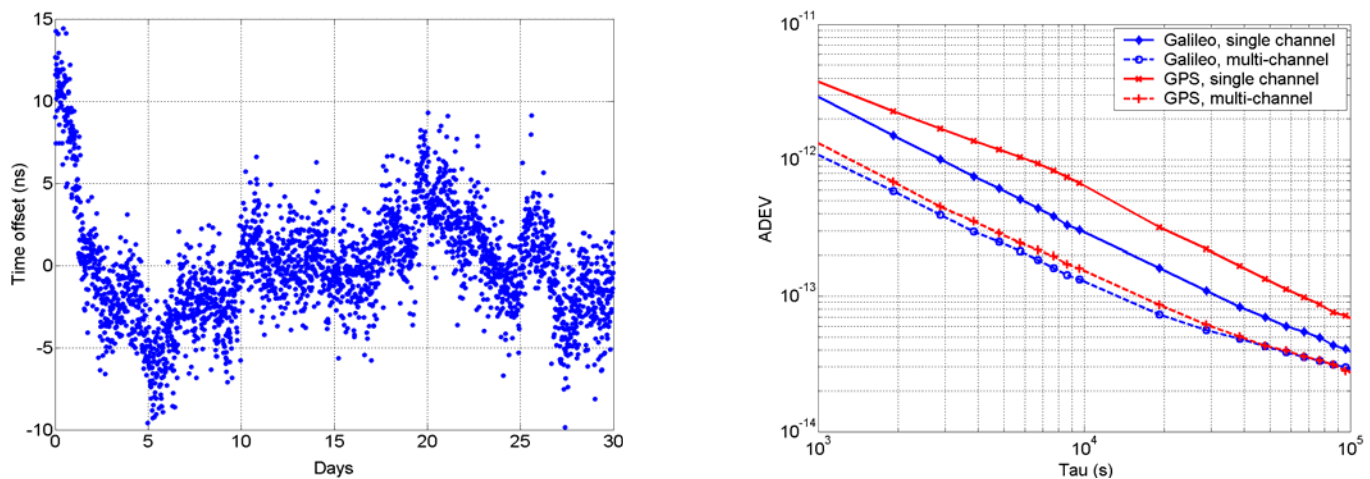 15
10
5
0
-5
-10
Time offset (ns)
0 5 10 15 20 25 30
Days
10^-11
10^-12
10^-13
10^-14
ADEV
Galileo, single channel
Galileo, multi-channel
GPS, single channel
GPS, multi-channel
10^3 10^4 10^5
Tau (s)